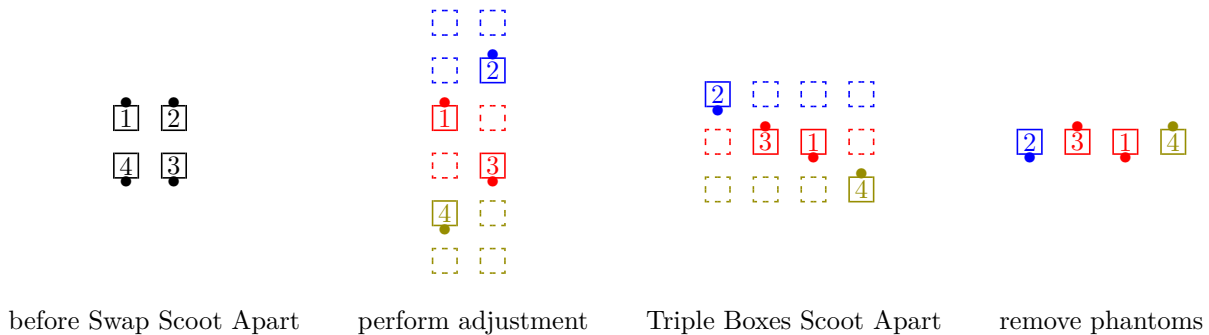 1 2
4 3
2
1
3
4
2
3 1
4
2 3 1 4
before Swap Scoot Apart
perform adjustment
Triple Boxes Scoot Apart
remove phantoms